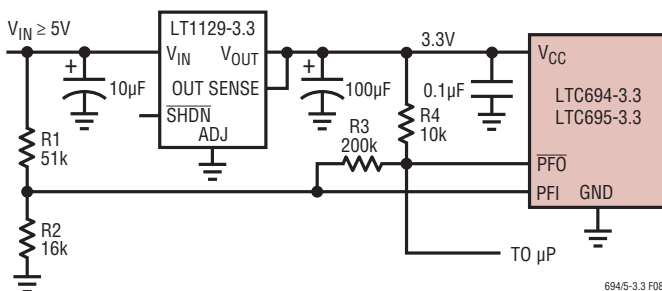 V_IN ≥ 5V
LT1129-3.3
V_IN
V_OUT
OUT SENSE
S̅H̅D̅N̅
ADJ
+
10µF
+
100µF
3.3V
0.1µF
R4
10k
R3
200k
R1
51k
R2
16k
V_CC
LTC694-3.3
LTC695-3.3
P̅F̅O̅
PFI
GND
TO µP
694/5-3.3 F08